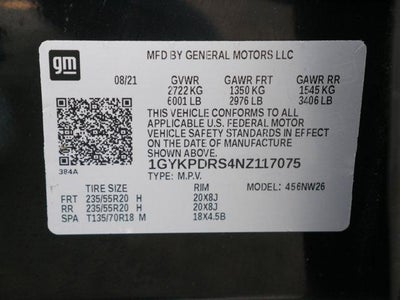 gm
MFD BY GENERAL MOTORS LLC
08/21 GVWR GAWR FRT GAWR RR
2722 KG 1350 KG 1545 KG
6001 LB 2976 LB 3406 LB
THIS VEHICLE CONFORMS TO ALL
APPLICABLE U.S. FEDERAL MOTOR
VEHICLE SAFETY STANDARDS IN EFFECT
ON THE DATE OF MANUFACTURE
SHOWN ABOVE.
384A 1GYKPDRS4NZ117075
TYPE: M.P.V.
TIRE SIZE RIM MODEL: 456NW26
FRT 235/55R20 H 20X8J
RR 235/55R20 H 20X8J
SPA T135/70R18 M 18X4.5B